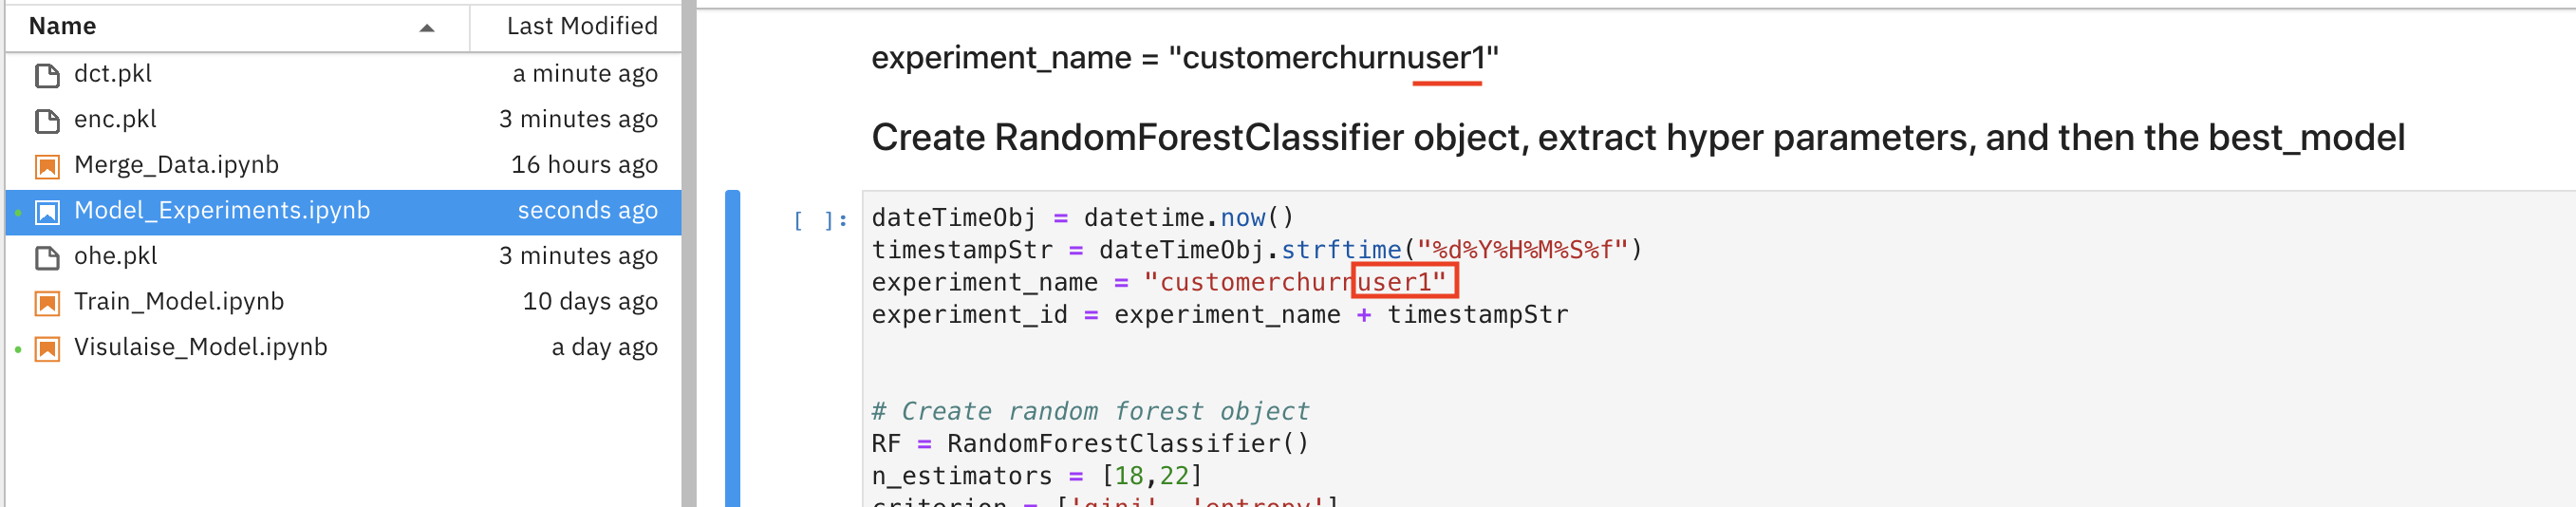 Name Last Modified
dct.pkl a minute ago
enc.pkl 3 minutes ago
Merge_Data.ipynb 16 hours ago
Model_Experiments.ipynb seconds ago
ohe.pkl 3 minutes ago
Train_Model.ipynb 10 days ago
Visulaise_Model.ipynb a day ago
experiment_name = "customerchurnuser1"
Create RandomForestClassifier object, extract hyper parameters, and then the best_model
[ ]: dateTimeObj = datetime.now()
timestampStr = dateTimeObj.strftime("%d%Y%H%M%S%f")
experiment_name = "customerchurnuser1"
experiment_id = experiment_name + timestampStr
# Create random forest object
RF = RandomForestClassifier()
n_estimators = [18,22]
criterion = ['gini', 'entropy']